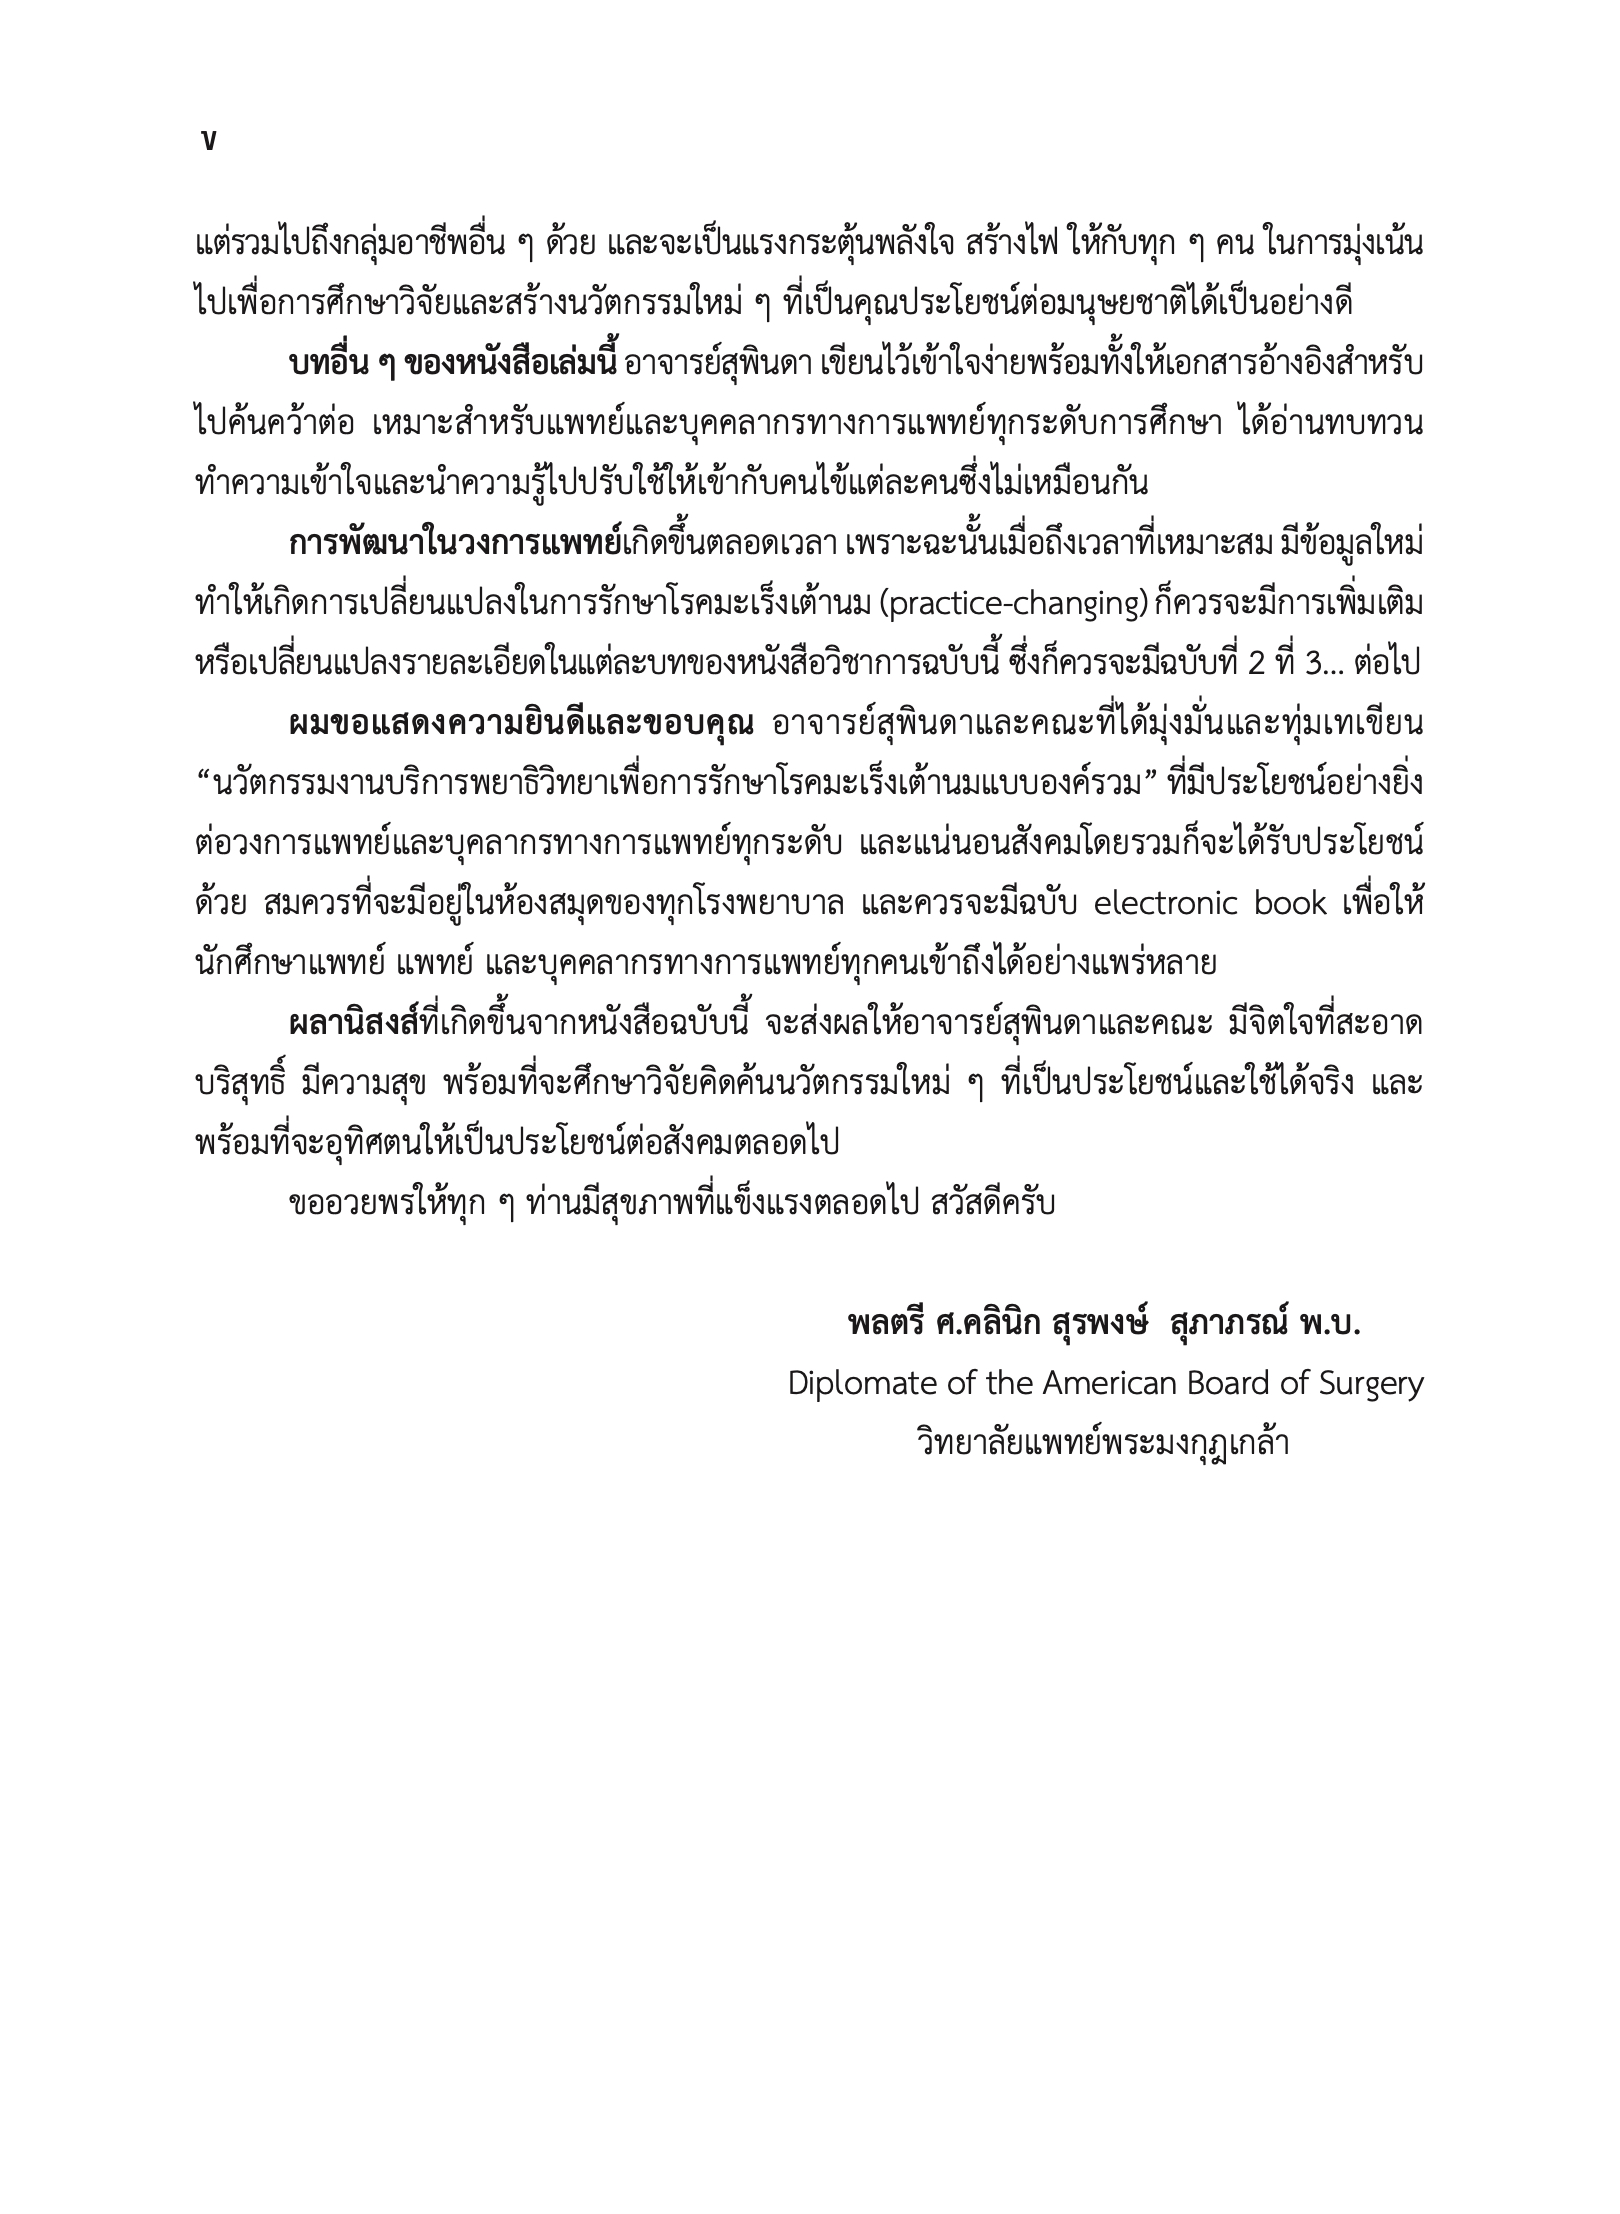 ข
แต่รวมไปถึงกลุ่มอาชีพอื่น ๆ ด้วย และจะเป็นแรงกระตุ้นพลังใจ สร้างไฟ ให้กับทุก ๆ คน ในการมุ่งเน้น
ไปเพื่อการศึกษาวิจัยและสร้างนวัตกรรมใหม่ ๆ ที่เป็นคุณประโยชน์ต่อมนุษยชาติได้เป็นอย่างดี
บทอื่น ๆ ของหนังสือเล่มนี้ อาจารย์สุพินดา เขียนไว้เข้าใจง่ายพร้อมทั้งให้เอกสารอ้างอิงสำหรับ
ไปค้นคว้าต่อ เหมาะสำหรับแพทย์และบุคคลากรทางการแพทย์ทุกระดับการศึกษา ได้อ่านทบทวน
ทำความเข้าใจและนำความรู้ไปปรับใช้ให้เข้ากับคนไข้แต่ละคนซึ่งไม่เหมือนกัน
การพัฒนาในวงการแพทย์เกิดขึ้นตลอดเวลา เพราะฉะนั้นเมื่อถึงเวลาที่เหมาะสม มีข้อมูลใหม่
ทำให้เกิดการเปลี่ยนแปลงในการรักษาโรคมะเร็งเต้านม (practice-changing) ก็ควรจะมีการเพิ่มเติม
หรือเปลี่ยนแปลงรายละเอียดในแต่ละบทของหนังสือวิชาการฉบับนี้ ซึ่งก็ควรจะมีฉบับที่ 2 ที่ 3... ต่อไป
ผมขอแสดงความยินดีและขอบคุณ อาจารย์สุพินดาและคณะที่ได้มุ่งมั่นและทุ่มเทเขียน
“นวัตกรรมงานบริการพยาธิวิทยาเพื่อการรักษาโรคมะเร็งเต้านมแบบองค์รวม” ที่มีประโยชน์อย่างยิ่ง
ต่อวงการแพทย์และบุคลากรทางการแพทย์ทุกระดับ และแน่นอนสังคมโดยรวมก็จะได้รับประโยชน์
ด้วย สมควรที่จะมีอยู่ในห้องสมุดของทุกโรงพยาบาล และควรจะมีฉบับ electronic book เพื่อให้
นักศึกษาแพทย์ แพทย์ และบุคคลากรทางการแพทย์ทุกคนเข้าถึงได้อย่างแพร่หลาย
ผลานิสงส์ที่เกิดขึ้นจากหนังสือฉบับนี้ จะส่งผลให้อาจารย์สุพินดาและคณะ มีจิตใจที่สะอาด
บริสุทธิ์ มีความสุข พร้อมที่จะศึกษาวิจัยคิดค้นนวัตกรรมใหม่ ๆ ที่เป็นประโยชน์และใช้ได้จริง และ
พร้อมที่จะอุทิศตนให้เป็นประโยชน์ต่อสังคมตลอดไป
ขออวยพรให้ทุก ๆ ท่านมีสุขภาพที่แข็งแรงตลอดไป สวัสดีครับ
พลตรี ศ.คลินิก สุรพงษ์ สุภาภรณ์ พ.บ.
Diplomate of the American Board of Surgery
วิทยาลัยแพทย์พระมงกุฎเกล้า